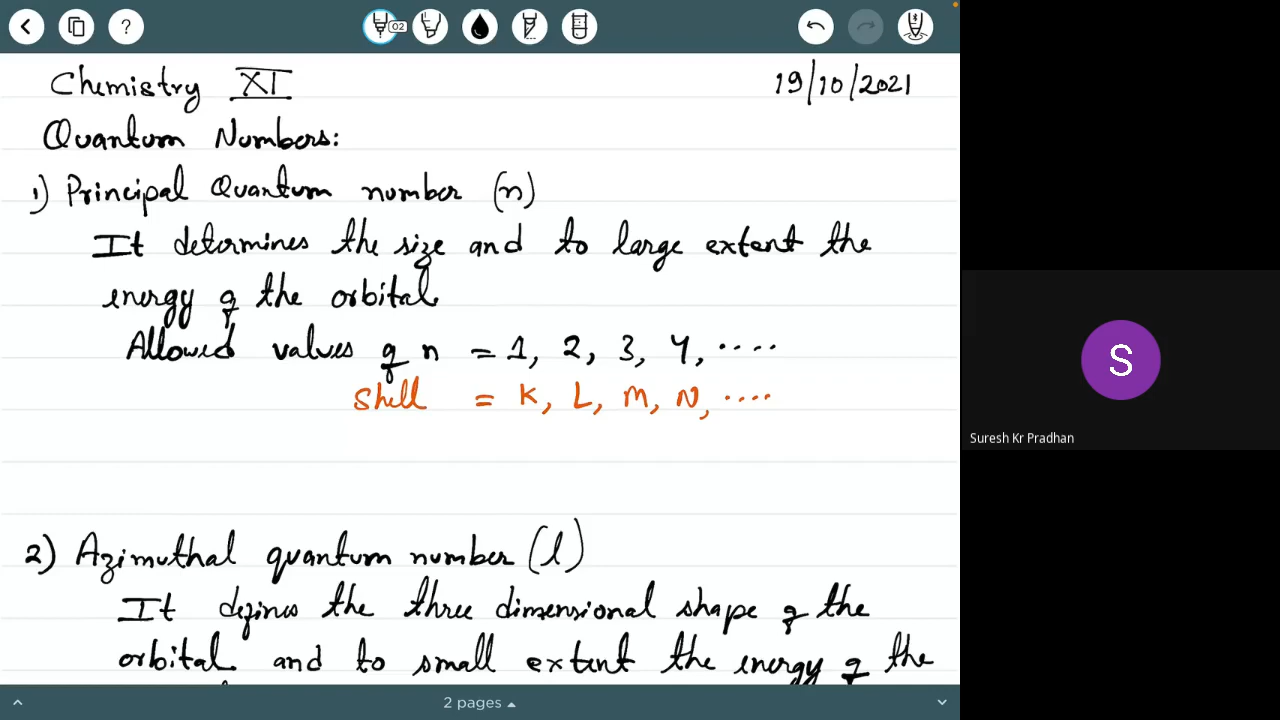 O2
Chemistry XI
19/10/2021
Quantum Numbers:
1) Principal Quantum number (n)
It determines the size and to large extent the
energy of the orbital.
Allowed values of n = 1, 2, 3, 4, ....
Shell = K, L, M, N, ....
2) Azimuthal quantum number (l)
It defines the three dimensional shape of the
orbital and to small extent the energy of the
2 pages
S
Suresh Kr Pradhan